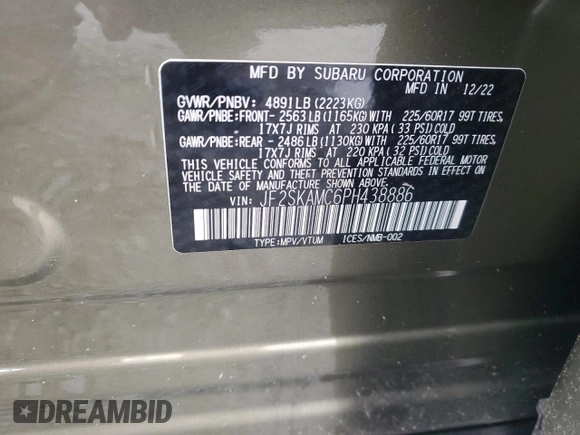 MFD BY SUBARU CORPORATION
MFD IN 12/22
GVWR/PNBV: 4891LB(2223KG)
GAWR/PNBE:FRONT- 2563LB(1165KG)WITH 225/60R17 99T TIRES,
17X7J RIMS AT 230 KPA(33 PSI)COLD
GAWR/PNBE:REAR - 2486LB(1130KG)WITH 225/60R17 99T TIRES,
17X7J RIMS AT 220 KPA(32 PSI)COLD
THIS VEHICLE CONFORMS TO ALL APPLICABLE FEDERAL MOTOR
VEHICLE SAFETY AND THEFT PREVENTION STANDARDS IN EFFECT ON
THE DATE OF MANUFACTURE SHOWN ABOVE.
VIN: JF2SKAMC6PH438886
TYPE:MPV/VTUM ICES/NMB-002
DREAMBID